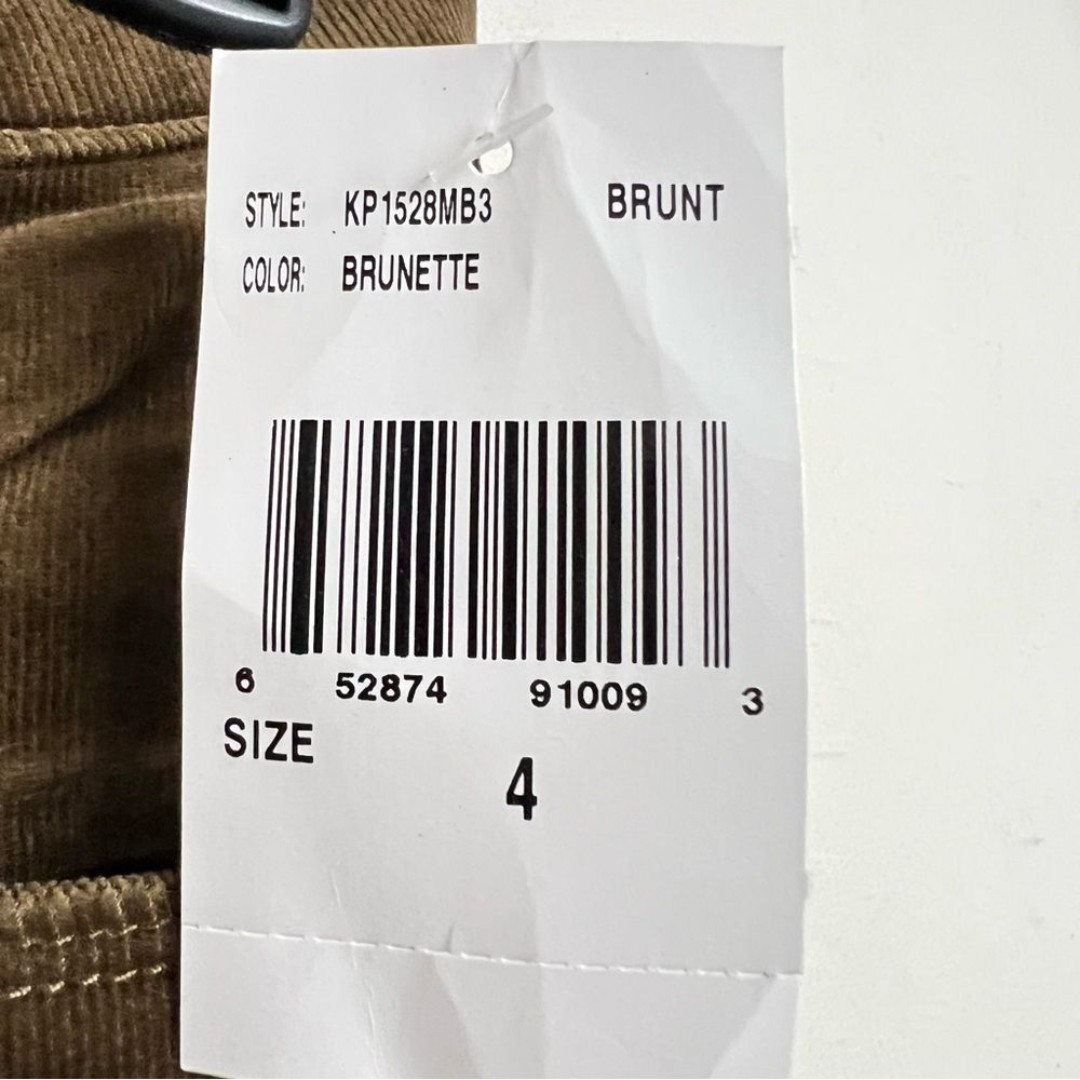 STYLE: KP1528MB3 BRUNT
COLOR: BRUNETTE
6 52874 91009 3
SIZE
4